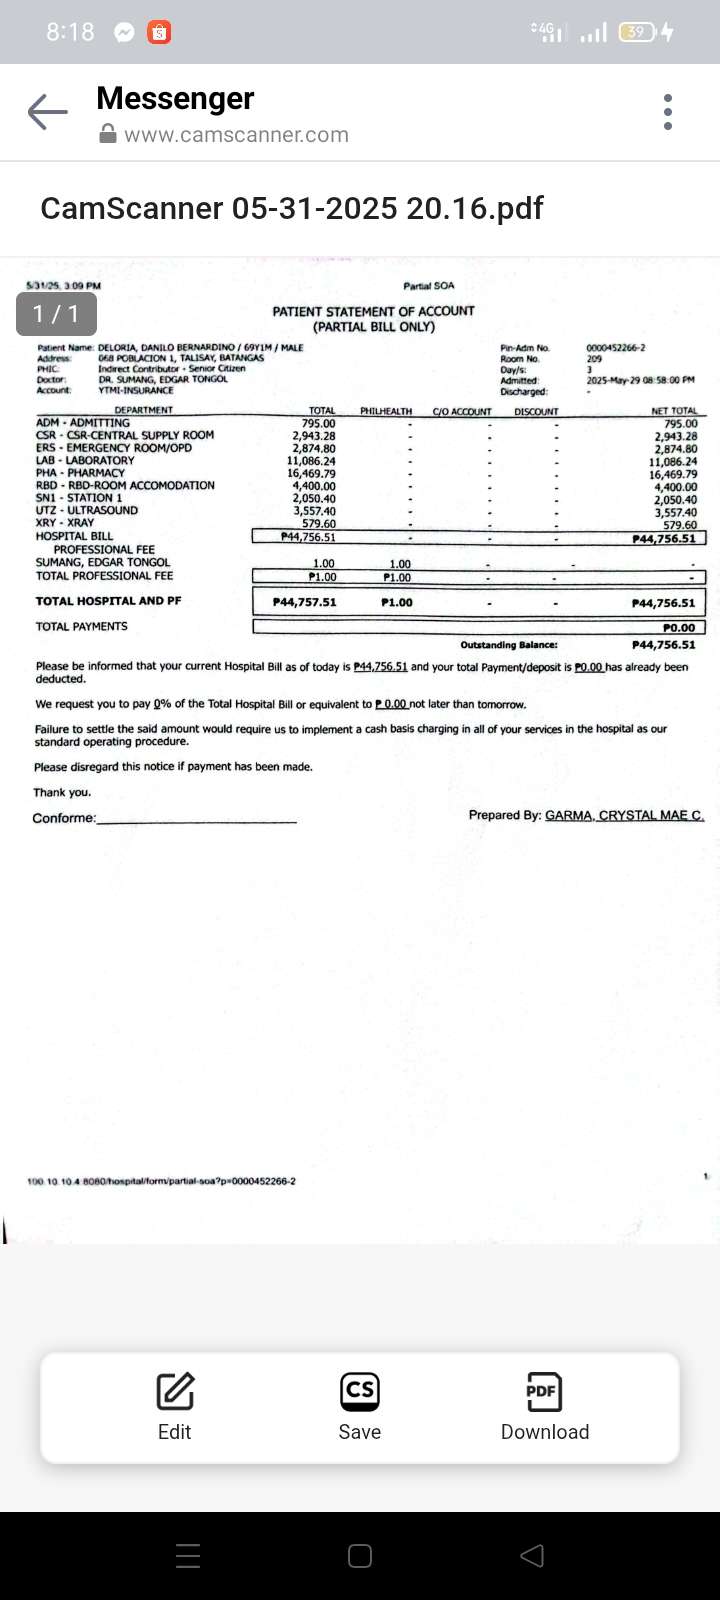 8:18 4G 39
Messenger
www.camscanner.com
CamScanner 05-31-2025 20.16.pdf
5/31/25, 3:09 PM Partial SOA
1 / 1
PATIENT STATEMENT OF ACCOUNT
(PARTIAL BILL ONLY)
Patient Name: DELORIA, DANILO BERNARDINO / 69Y1M / MALE Pin-Adm No. 0000452266-2
Address: 068 POBLACION 1, TALISAY, BATANGAS Room No. 209
PHIC: Indirect Contributor - Senior Citizen Day/s: 3
Doctor: DR. SUMANG, EDGAR TONGOL Admitted: 2025-May-29 08:58:00 PM
Account: YTMI-INSURANCE Discharged: -
DEPARTMENT TOTAL PHILHEALTH C/O ACCOUNT DISCOUNT NET TOTAL
ADM - ADMITTING 795.00 - - - 795.00
CSR - CSR-CENTRAL SUPPLY ROOM 2,943.28 - - - 2,943.28
ERS - EMERGENCY ROOM/OPD 2,874.80 - - - 2,874.80
LAB - LABORATORY 11,086.24 - - - 11,086.24
PHA - PHARMACY 16,469.79 - - - 16,469.79
RBD - RBD-ROOM ACCOMODATION 4,400.00 - - - 4,400.00
SN1 - STATION 1 2,050.40 - - - 2,050.40
UTZ - ULTRASOUND 3,557.40 - - - 3,557.40
XRY - XRAY 579.60 - - - 579.60
HOSPITAL BILL ₱44,756.51 - - - ₱44,756.51
PROFESSIONAL FEE
SUMANG, EDGAR TONGOL 1.00 1.00 - - -
TOTAL PROFESSIONAL FEE ₱1.00 ₱1.00 - - -
TOTAL HOSPITAL AND PF ₱44,757.51 ₱1.00 - - ₱44,756.51
TOTAL PAYMENTS ₱0.00
Outstanding Balance: ₱44,756.51
Please be informed that your current Hospital Bill as of today is ₱44,756.51 and your total Payment/deposit is ₱0.00 has already been
deducted.
We request you to pay 0% of the Total Hospital Bill or equivalent to ₱ 0.00 not later than tomorrow.
Failure to settle the said amount would require us to implement a cash basis charging in all of your services in the hospital as our
standard operating procedure.
Please disregard this notice if payment has been made.
Thank you.
Conforme: Prepared By: GARMA, CRYSTAL MAE C.
100.10.10.4:8080/hospital/form/partial-soa?p=0000452266-2 1
Edit CS Save PDF Download